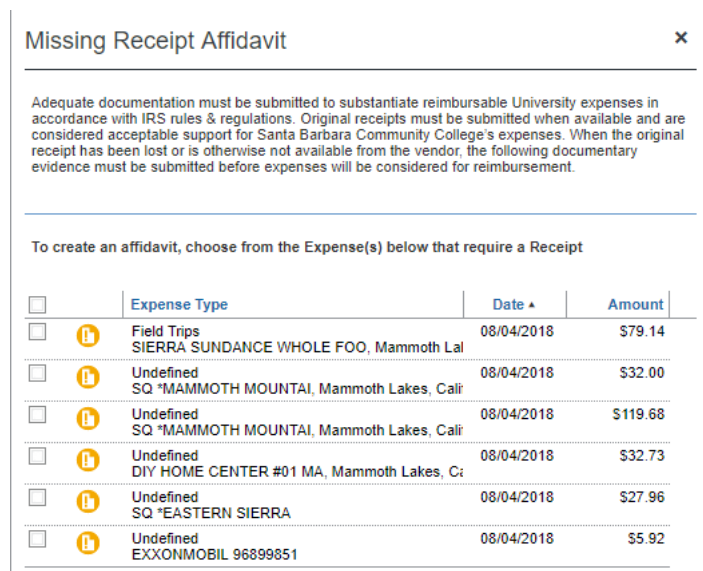 Missing Receipt Affidavit ×
Adequate documentation must be submitted to substantiate reimbursable University expenses in
accordance with IRS rules & regulations. Original receipts must be submitted when available and are
considered acceptable support for Santa Barbara Community College's expenses. When the original
receipt has been lost or is otherwise not available from the vendor, the following documentary
evidence must be submitted before expenses will be considered for reimbursement.
To create an affidavit, choose from the Expense(s) below that require a Receipt
Expense Type Date ▲ Amount
Field Trips 08/04/2018 $79.14
SIERRA SUNDANCE WHOLE FOO, Mammoth Lal
Undefined 08/04/2018 $32.00
SQ *MAMMOTH MOUNTAI, Mammoth Lakes, Cali
Undefined 08/04/2018 $119.68
SQ *MAMMOTH MOUNTAI, Mammoth Lakes, Cali
Undefined 08/04/2018 $32.73
DIY HOME CENTER #01 MA, Mammoth Lakes, Ca
Undefined 08/04/2018 $27.96
SQ *EASTERN SIERRA
Undefined 08/04/2018 $5.92
EXXONMOBIL 96899851